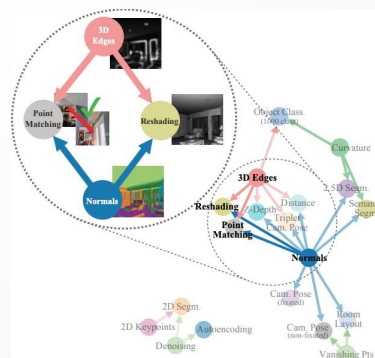 3D
Edges
Point
Matching
Reshading
Normals
Object Class.
(1000 class)
Curvature
3D Edges
2.5D Segm.
Reshading
Distance
Semantic
Segm.
Triplet
Cam. Pose
Point
Matching
Normals
Cam. Pose
(fixated)
Room
Layout
2D Segm.
2D Keypoints
Autoencoding
Cam. Pose
(non-fixated)
Denoising
Vanishing Pts.